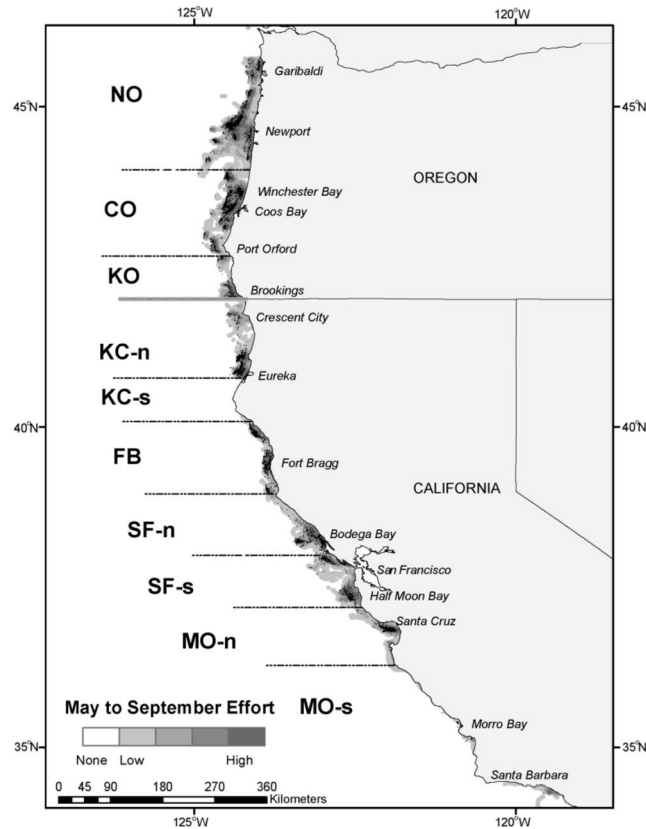 125°W 120°W
Garibaldi
NO
45°N 45°N
Newport
OREGON
Winchester Bay
CO
Coos Bay
Port Orford
KO
Brookings
Crescent City
KC-n
Eureka
KC-s
40°N 40°N
FB
Fort Bragg
CALIFORNIA
SF-n
Bodega Bay
San Francisco
SF-s
Half Moon Bay
Santa Cruz
MO-n
May to September Effort
MO-s
Morro Bay
None Low High
35°N 35°N
Santa Barbara
0 45 90 180 270 360
Kilometers
125°W 120°W